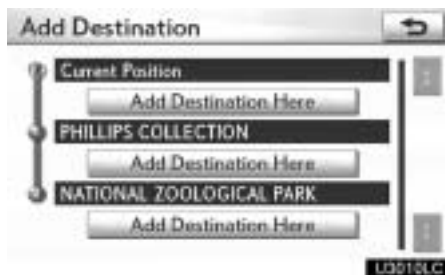 Add Destination
Current Position
Add Destination Here
PHILLIPS COLLECTION
Add Destination Here
NATIONAL ZOOLOGICAL PARK
Add Destination Here
U3010LC